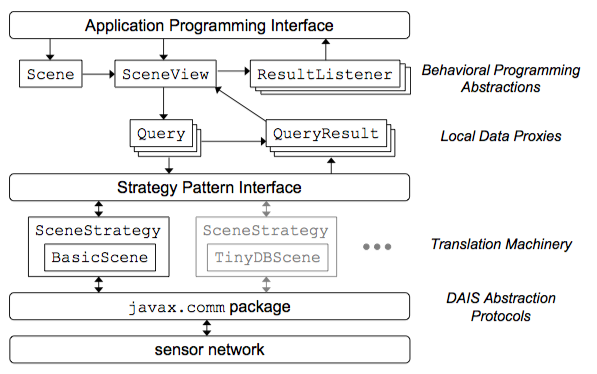 Application Programming Interface
Scene
SceneView
ResultListener
Behavioral Programming
Abstractions
Query
QueryResult
Local Data Proxies
Strategy Pattern Interface
SceneStrategy
BasicScene
SceneStrategy
TinyDBScene
Translation Machinery
javax.comm package
DAIS Abstraction
Protocols
sensor network